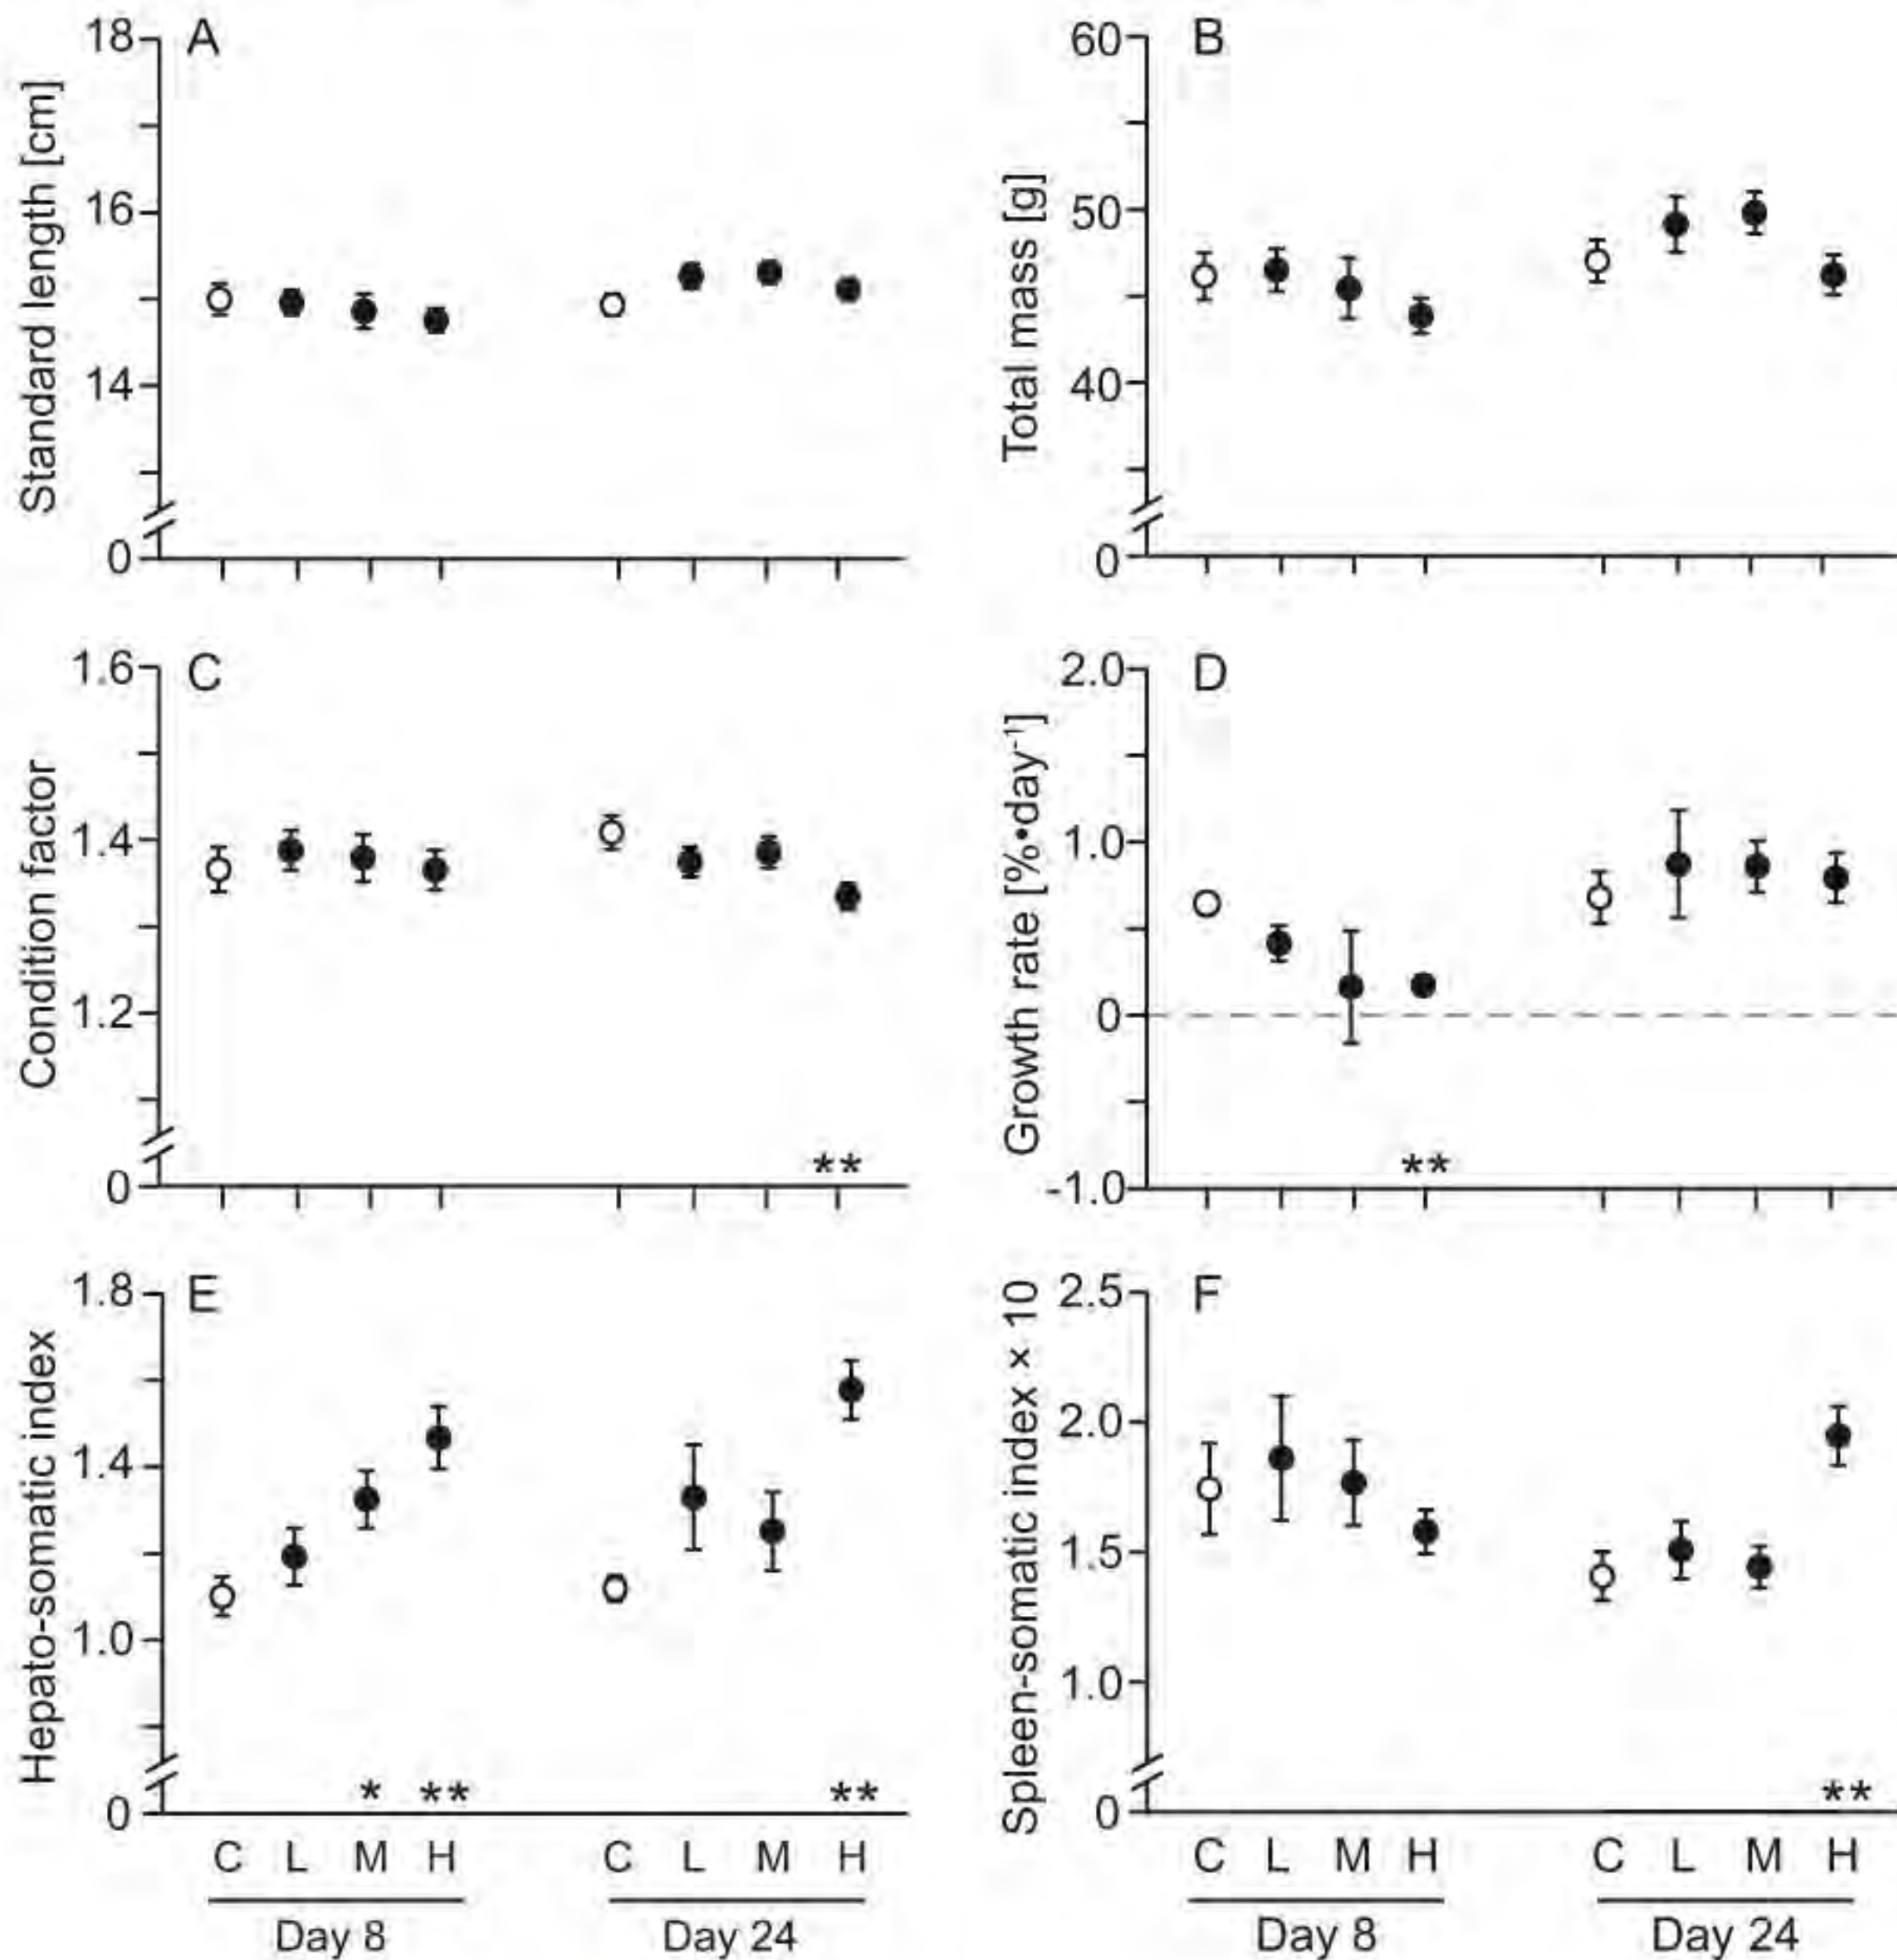 A
Standard length [cm]
18
16
14
0
B
Total mass [g]
60
50
40
0
C
Condition factor
1.6
1.4
1.2
0
**
D
Growth rate [%•day⁻¹]
2.0
1.0
0
-1.0
**
E
Hepato-somatic index
1.8
1.4
1.0
0
* ** **
C L M H C L M H
Day 8 Day 24
F
Spleen-somatic index × 10
2.5
2.0
1.5
1.0
0
**
C L M H C L M H
Day 8 Day 24